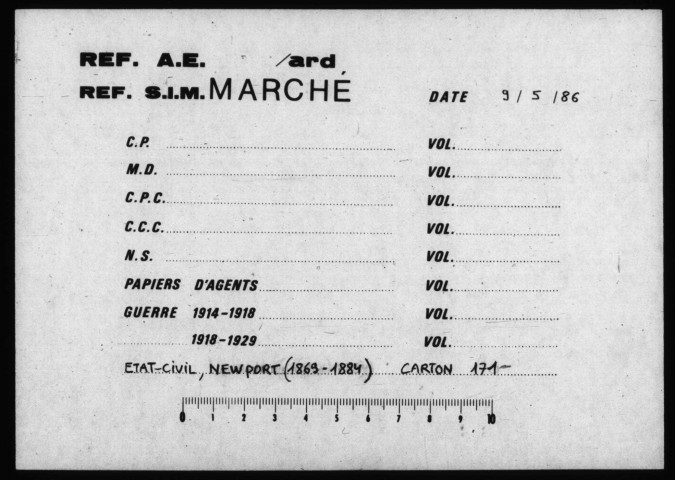 REF. A.E. /ard
REF. S.I.M. MARCHÉ DATE 9 / 5 / 86
C.P. VOL.
M.D. VOL.
C.P.C. VOL.
C.C.C. VOL.
N.S. VOL.
PAPIERS D'AGENTS VOL.
GUERRE 1914-1918 VOL.
1918-1929 VOL.
ETAT-CIVIL, NEWPORT (1869-1884) CARTON 171
0 1 2 3 4 5 6 7 8 9 10